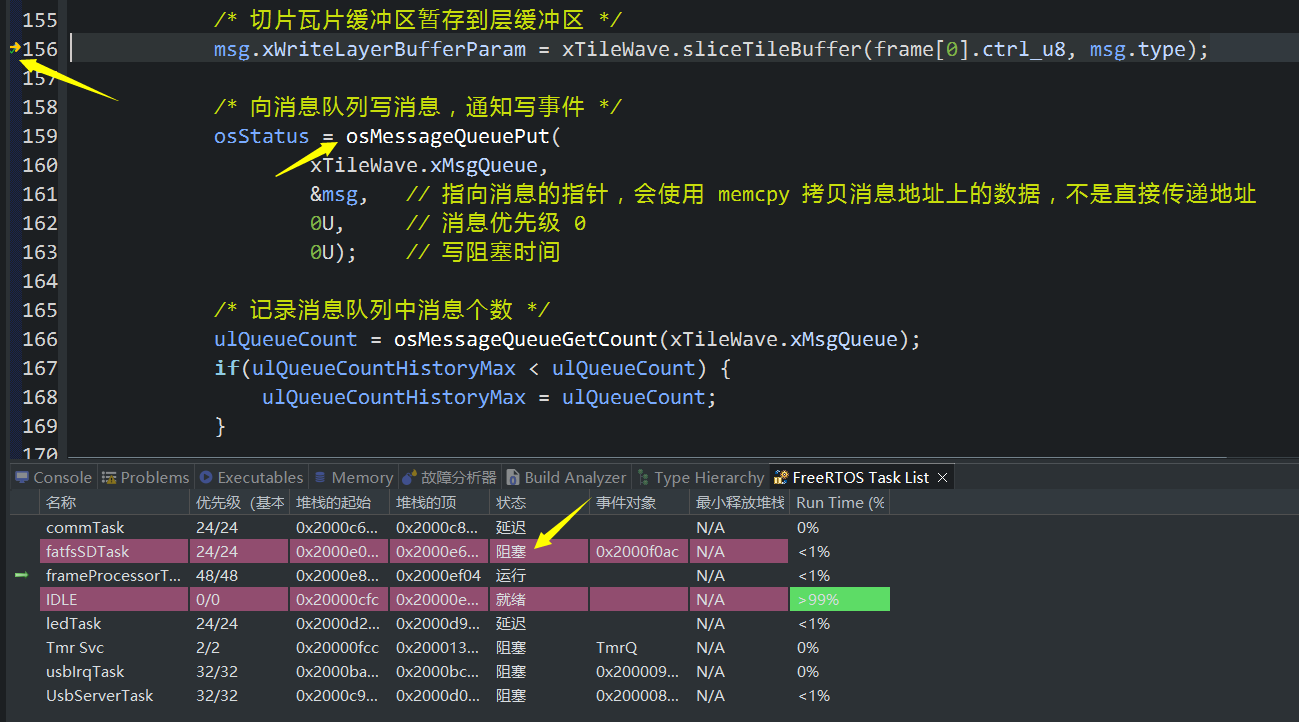 155 /* 切片瓦片缓冲区暂存到层缓冲区 */
156 msg.xWriteLayerBufferParam = xTileWave.sliceTileBuffer(frame[0].ctrl_u8, msg.type);
157
158 /* 向消息队列写消息，通知写事件 */
159 osStatus = osMessageQueuePut(
160 xTileWave.xMsgQueue,
161 &msg, // 指向消息的指针，会使用 memcpy 拷贝消息地址上的数据，不是直接传递地址
162 0U, // 消息优先级 0
163 0U); // 写阻塞时间
164
165 /* 记录消息队列中消息个数 */
166 ulQueueCount = osMessageQueueGetCount(xTileWave.xMsgQueue);
167 if(ulQueueCountHistoryMax < ulQueueCount) {
168 ulQueueCountHistoryMax = ulQueueCount;
169 }
170
Console Problems Executables Memory 故障分析器 Build Analyzer Type Hierarchy FreeRTOS Task List
名称 优先级（基本 堆栈的起始 堆栈的顶 状态 事件对象 最小释放堆栈 Run Time (%
commTask 24/24 0x2000c6... 0x2000c8... 延迟 N/A 0%
fatfsSDTask 24/24 0x2000e0... 0x2000e6... 阻塞 0x2000f0ac N/A <1%
frameProcessorT... 48/48 0x2000e8... 0x2000ef04 运行 N/A <1%
IDLE 0/0 0x20000cfc 0x20000e... 就绪 N/A >99%
ledTask 24/24 0x2000d2... 0x2000d9... 延迟 N/A <1%
Tmr Svc 2/2 0x20000fcc 0x200013... 阻塞 TmrQ N/A 0%
usbIrqTask 32/32 0x2000ba... 0x2000bc... 阻塞 0x200009... N/A 0%
UsbServerTask 32/32 0x2000c9... 0x2000d0... 阻塞 0x200008... N/A <1%